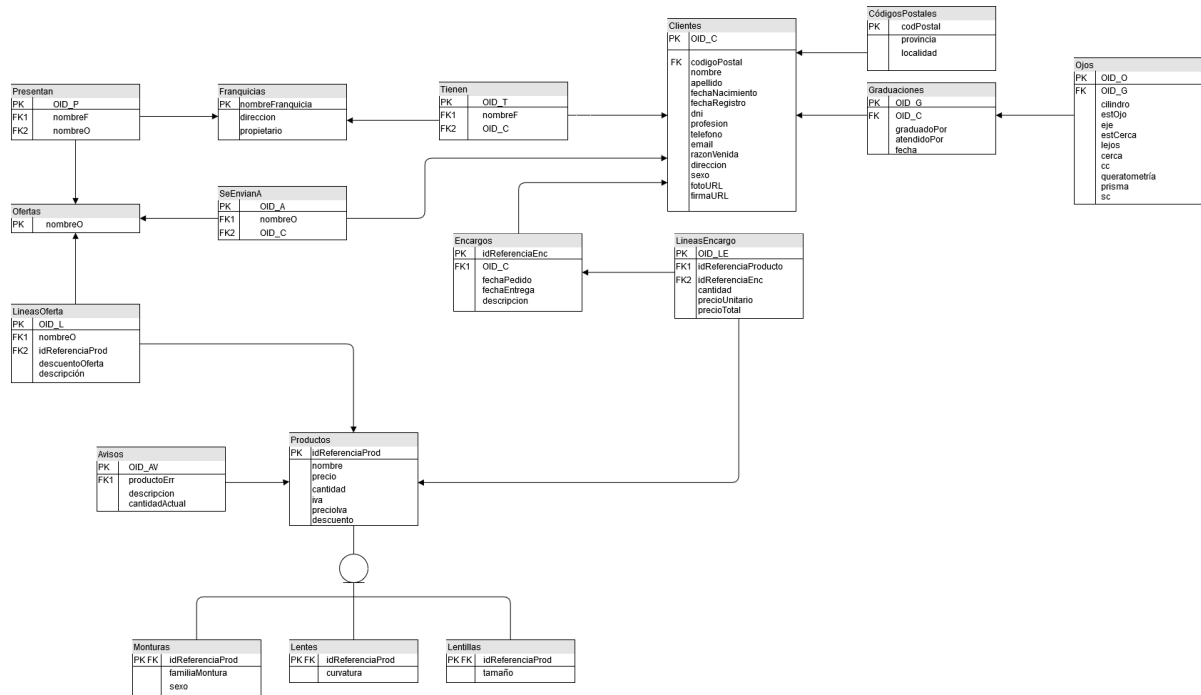 Clientes
PK OID_C
FK codigoPostal
nombre
apellido
fechaNacimiento
fechaRegistro
dni
profesion
telefono
email
razonVenida
direccion
sexo
fotoURL
firmaURL
CódigosPostales
PK codPostal
provincia
localidad
Ojos
PK OID_O
FK OID_G
cilindro
estOjo
eje
estCerca
lejos
cerca
cc
queratometría
prisma
sc
Presentan
PK OID_P
FK1 nombreF
FK2 nombreO
Franquicias
PK nombreFranquicia
direccion
propietario
Tienen
PK OID_T
FK1 nombreF
FK2 OID_C
Graduaciones
PK OID_G
FK OID_C
graduadoPor
atendidoPor
fecha
SeEnvianA
PK OID_A
FK1 nombreO
FK2 OID_C
Ofertas
PK nombreO
Encargos
PK idReferenciaEnc
FK1 OID_C
fechaPedido
fechaEntrega
descripcion
LineasEncargo
PK OID_LE
FK1 idReferenciaProducto
FK2 idReferenciaEnc
cantidad
precioUnitario
precioTotal
LineasOferta
PK OID_L
FK1 nombreO
FK2 idReferenciaProd
descuentoOferta
descripción
Productos
PK idReferenciaProd
nombre
precio
cantidad
iva
precioIva
descuento
Avisos
PK OID_AV
FK1 productoErr
descripcion
cantidadActual
Monturas
PK FK idReferenciaProd
familiaMontura
sexo
Lentes
PK FK idReferenciaProd
curvatura
Lentillas
PK FK idReferenciaProd
tamaño